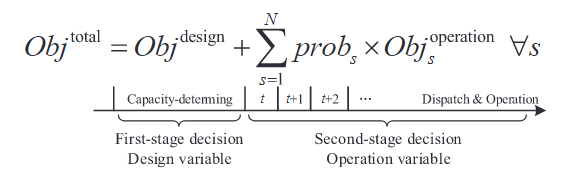 Obj^total = Obj^design + ∑_{s=1}^{N} prob_s × Obj_s^operation ∀s
Capacity-determing t t+1 t+2 ... Dispatch & Operation
First-stage decision Second-stage decision
Design variable Operation variable